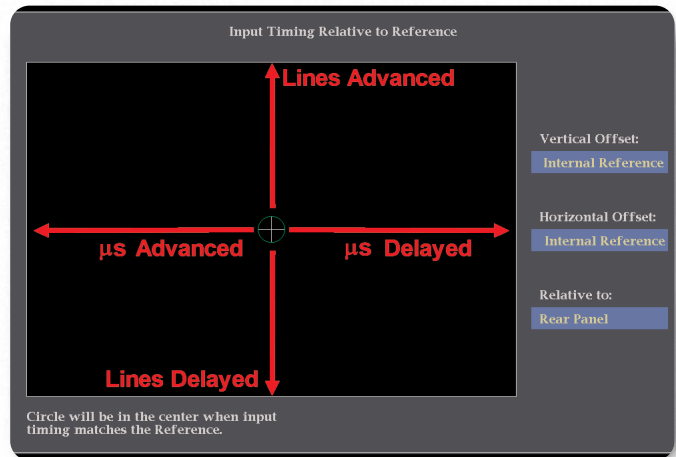 Input Timing Relative to Reference
Lines Advanced
Vertical Offset:
Internal Reference
Horizontal Offset:
Internal Reference
μs Advanced
μs Delayed
Relative to:
Rear Panel
Lines Delayed
Circle will be in the center when input
timing matches the Reference.